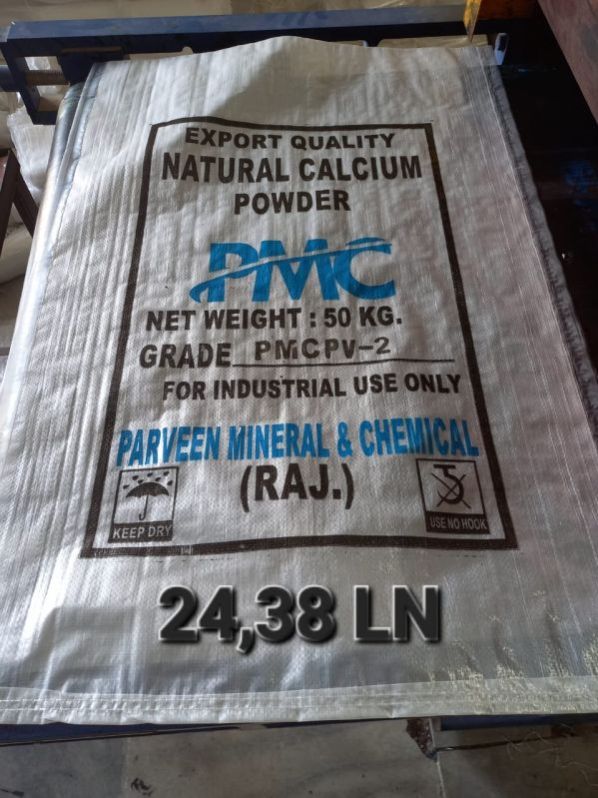 EXPORT QUALITY
NATURAL CALCIUM
POWDER
PMC
NET WEIGHT : 50 KG.
GRADE PMCPV-2
FOR INDUSTRIAL USE ONLY
PARVEEN MINERAL & CHEMICAL
(RAJ.)
KEEP DRY
USE NO HOOK
24,38 LN